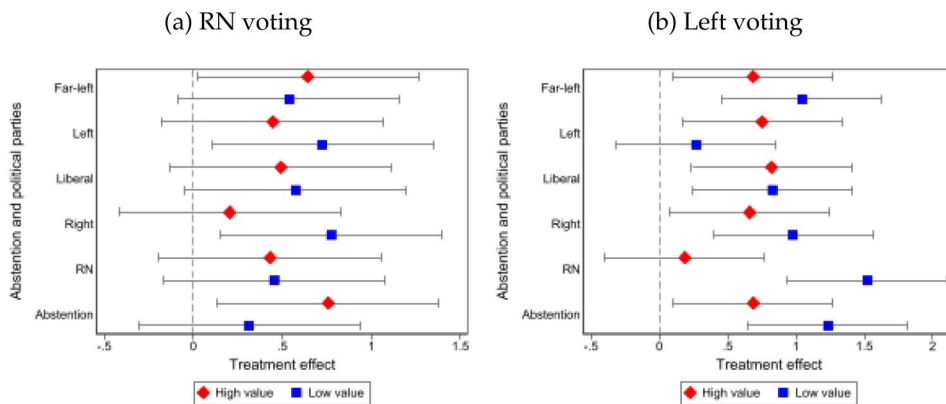 (a) RN voting
Abstention and political parties
Far-left
Left
Liberal
Right
RN
Abstention
-.5 0 .5 1 1.5
Treatment effect
High value Low value
(b) Left voting
Abstention and political parties
Far-left
Left
Liberal
Right
RN
Abstention
-.5 0 .5 1 1.5 2
Treatment effect
High value Low value